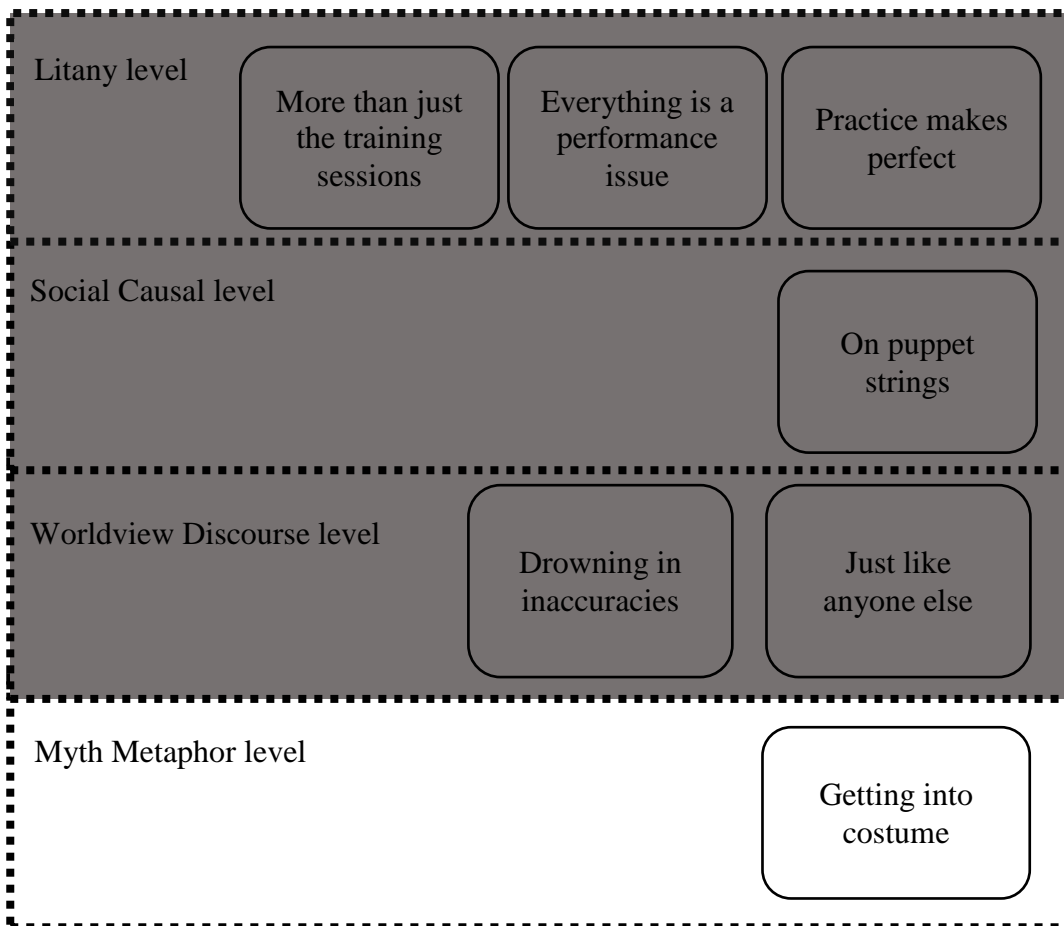 Litany level
More than just
the training
sessions
Everything is a
performance
issue
Practice makes
perfect
Social Causal level
On puppet
strings
Worldview Discourse level
Drowning in
inaccuracies
Just like
anyone else
Myth Metaphor level
Getting into
costume